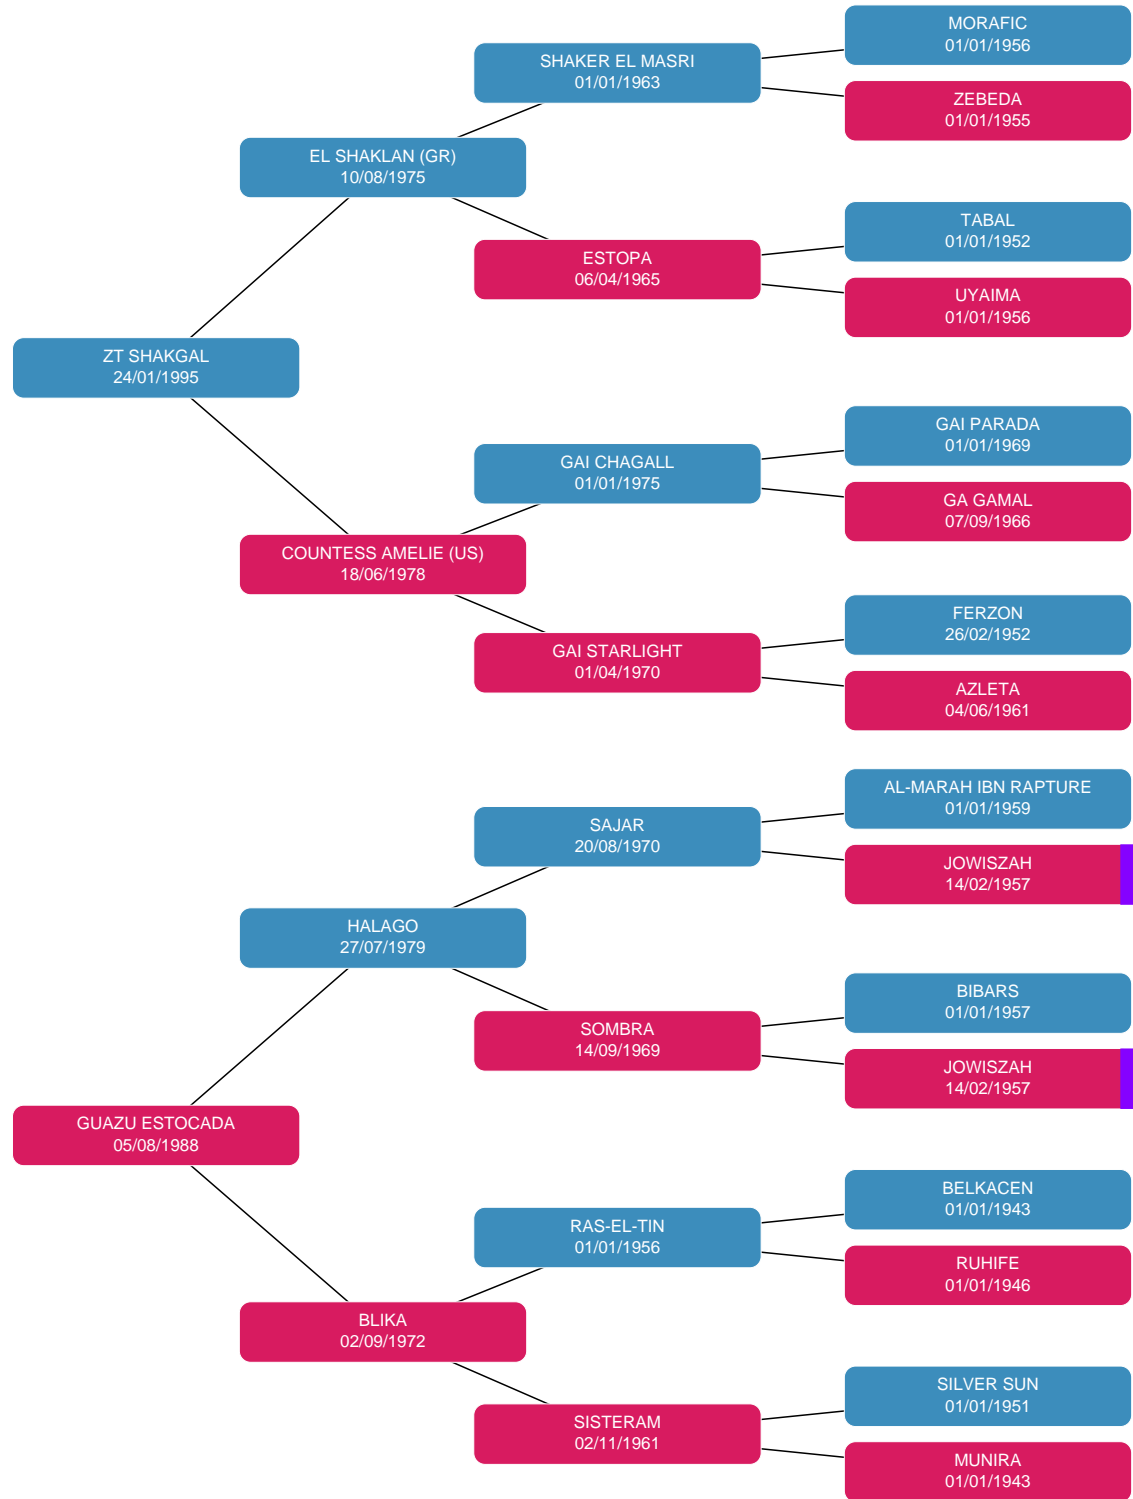 MORAFIC
01/01/1956
SHAKER EL MASRI
01/01/1963
ZEBEDA
01/01/1955
EL SHAKLAN (GR)
10/08/1975
TABAL
01/01/1952
ESTOPA
06/04/1965
UYAIMA
01/01/1956
ZT SHAKGAL
24/01/1995
GAI PARADA
01/01/1969
GAI CHAGALL
01/01/1975
GA GAMAL
07/09/1966
COUNTESS AMELIE (US)
18/06/1978
FERZON
26/02/1952
GAI STARLIGHT
01/04/1970
AZLETA
04/06/1961
AL-MARAH IBN RAPTURE
01/01/1959
SAJAR
20/08/1970
JOWISZAH
14/02/1957
HALAGO
27/07/1979
BIBARS
01/01/1957
SOMBRA
14/09/1969
JOWISZAH
14/02/1957
GUAZU ESTOCADA
05/08/1988
BELKACEN
01/01/1943
RAS-EL-TIN
01/01/1956
RUHIFE
01/01/1946
BLIKA
02/09/1972
SILVER SUN
01/01/1951
SISTERAM
02/11/1961
MUNIRA
01/01/1943